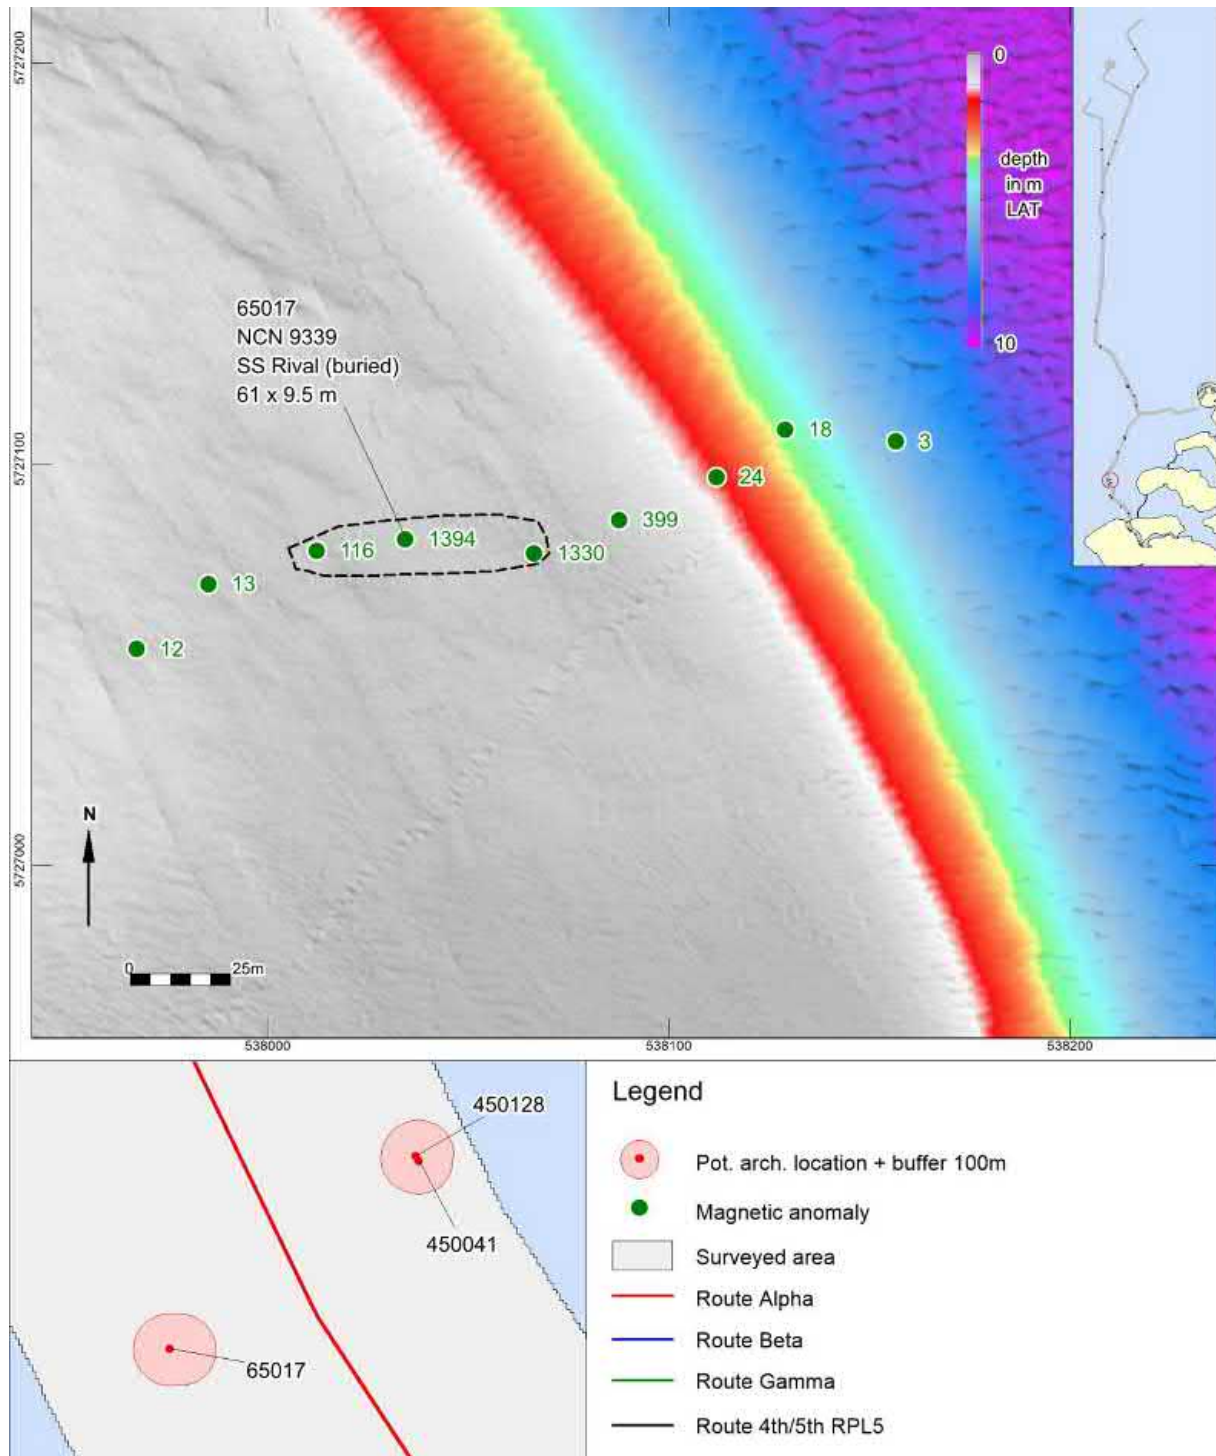 5727200
0
depth
in m
LAT
10
65017
NCN 9339
SS Rival (buried)
61 x 9.5 m
5727100
18
3
24
399
116
1394
1330
13
12
N
5727000
0
25m
538000
538100
538200
450128
450041
65017
Legend
Pot. arch. location + buffer 100m
Magnetic anomaly
Surveyed area
Route Alpha
Route Beta
Route Gamma
Route 4th/5th RPL5